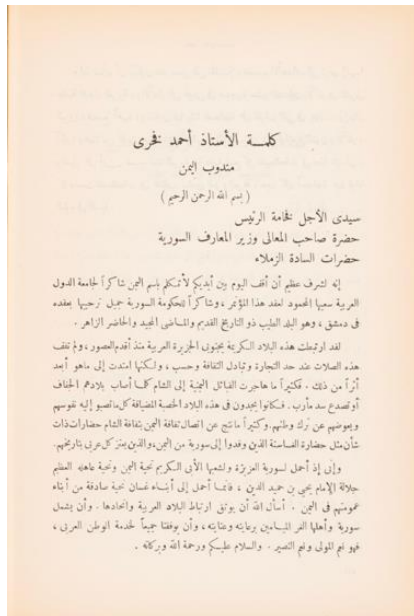 كلمة الأستاذ أحمد فخرى
مندوب اليمن
( بسم الله الرحمن الرحيم )
سيدى الأجل فخامة الرئيس
حضرة صاحب المعالى وزير المعارف السورية
حضرات السادة الزملاء
إنه لشرف عظيم أن أقف اليوم بين أيديكم لأتكلم باسم اليمن شاكراً لجامعة الدول
العربية سعيها المحمود لعقد هذا المؤتمر ، وشاكراً للحكومة السورية جميل ترحيبها بعقده
فى دمشق ، وهو البلد الطيب ذو التاريخ القديم والماضى المجيد والحاضر الزاهر .
لقد ارتبطت هذه البلاد الكريمة بجنوبى الجزيرة العربية منذ أقدم العصور ، ولم تقف
هذه الصلات عند حد التجارة وتبادل الثقافة وحسب ، ولكنها امتدت إلى ماهو أبعد
أثراً من ذلك ، فكثيراً ما هاجرت القبائل اليمنية إلى الشام كلما أصاب بلادهم الجفاف
أو تصدع سد مأرب . فكانوا يجدون فى هذه البلاد الخصبة المضيافة كل ما تصبو إليه نفوسهم
ويعوضهم عن ترك وطنهم . وكثيراً ما نتج عن اتصال ثقافة اليمن بثقافة الشام حضارات ذات
شأن مثل حضارة الغساسنة الذين وفدوا إلى سورية من اليمن والذين يعتز كل عربى بتاريخهم .
وإنى إذ أحمل لسورية العزيزة ولشعبها الأبى الكريم تحية اليمن وتحية عاهله العظيم
جلالة الإمام يحيى بن حميد الدين ، فانما أحمل إلى أبناء غسان تحية صادقة من أبناء
عمومتهم فى اليمن . أسأل الله أن يوثق ارتباط البلاد العربية واتحادها . وأن يشمل
سورية وأهلها الغر الميامين برعايته وعنايته ، وأن يوفقنا جميعاً لخدمة الوطن العربى ،
فهو نعم المولى ونعم النصير . والسلام عليكم ورحمة الله وبركاته .